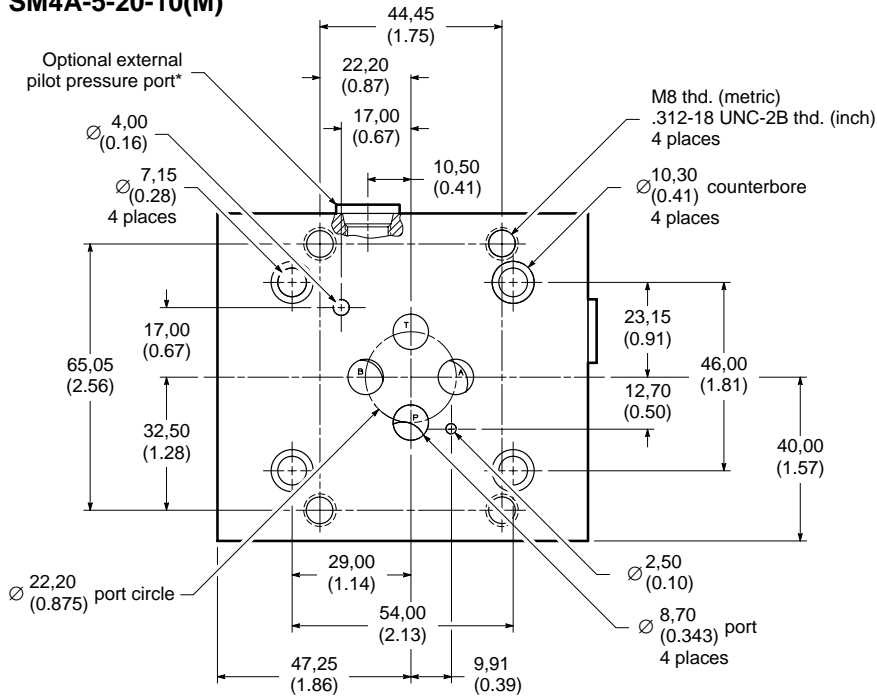 SM4A-5-20-10(M)
44,45
(1.75)
Optional external
pilot pressure port*
22,20
(0.87)
M8 thd. (metric)
.312-18 UNC-2B thd. (inch)
4 places
17,00
(0.67)
∅ 4,00
(0.16)
10,50
(0.41)
∅ 7,15
(0.28)
4 places
∅ 10,30
(0.41) counterbore
4 places
17,00
(0.67)
23,15
(0.91)
T
65,05
(2.56)
46,00
(1.81)
B
A
12,70
(0.50)
P
32,50
(1.28)
40,00
(1.57)
∅ 22,20
(0.875) port circle
29,00
(1.14)
∅ 2,50
(0.10)
54,00
(2.13)
∅ 8,70
(0.343) port
4 places
47,25
(1.86)
9,91
(0.39)